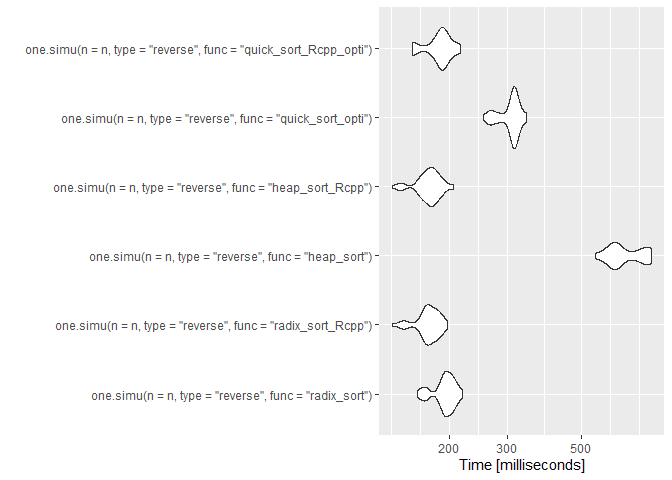 one.simu(n = n, type = "reverse", func = "quick_sort_Rcpp_opti")
one.simu(n = n, type = "reverse", func = "quick_sort_opti")
one.simu(n = n, type = "reverse", func = "heap_sort_Rcpp")
one.simu(n = n, type = "reverse", func = "heap_sort")
one.simu(n = n, type = "reverse", func = "radix_sort_Rcpp")
one.simu(n = n, type = "reverse", func = "radix_sort")
200 300 500
Time [milliseconds]